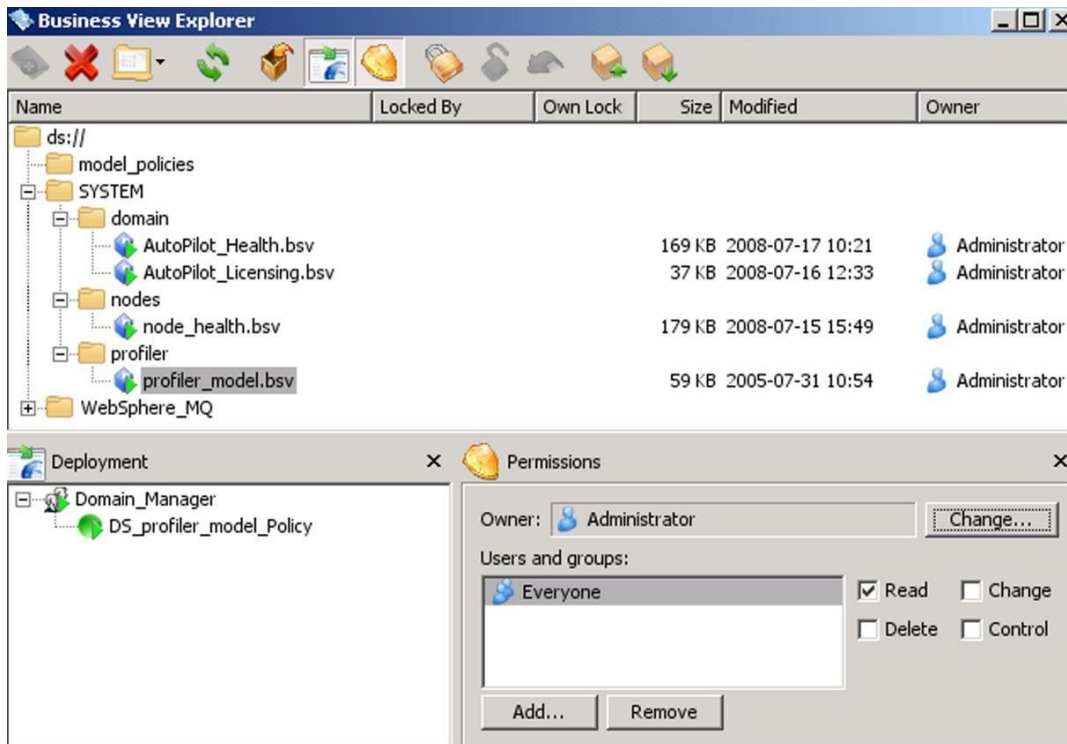 Business View Explorer
Name Locked By Own Lock Size Modified Owner
ds://
model_policies
SYSTEM
domain
AutoPilot_Health.bsv 169 KB 2008-07-17 10:21 Administrator
AutoPilot_Licensing.bsv 37 KB 2008-07-16 12:33 Administrator
nodes
node_health.bsv 179 KB 2008-07-15 15:49 Administrator
profiler
profiler_model.bsv 59 KB 2005-07-31 10:54 Administrator
WebSphere_MQ
Deployment
Domain_Manager
DS_profiler_model_Policy
Permissions
Owner: Administrator Change...
Users and groups:
Everyone
Read Change
Delete Control
Add... Remove